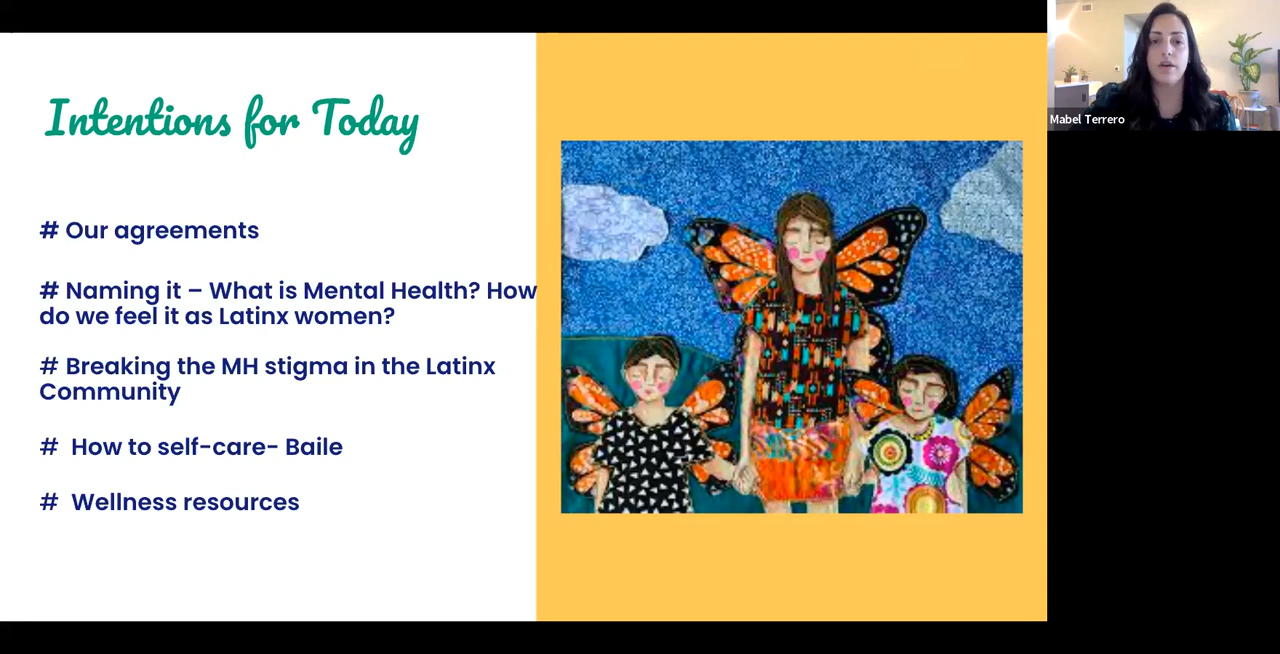 Intentions for Today
# Our agreements
# Naming it – What is Mental Health? How
do we feel it as Latinx women?
# Breaking the MH stigma in the Latinx
Community
# How to self-care- Baile
# Wellness resources
Mabel Terrero